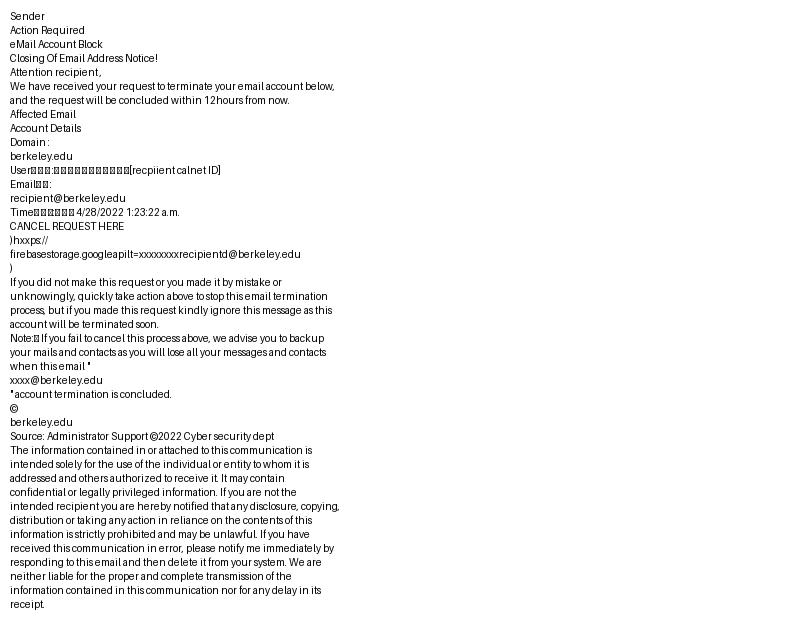 Sender
Action Required
eMail Account Block
Closing Of Email Address Notice!
Attention recipient,
We have received your request to terminate your email account below,
and the request will be concluded within 12hours from now.
Affected Email
Account Details
Domain :
berkeley.edu
User▯▯▯:▯▯▯▯▯▯▯▯▯▯▯▯[recpiient calnet ID]
Email▯▯:
recipient@berkeley.edu
Time▯▯▯:▯▯▯ 4/28/2022 1:23:22 a.m.
CANCEL REQUEST HERE
)hxxps://
firebasestorage.googleapilt=xxxxxxxxrecipientd@berkeley.edu
)
If you did not make this request or you made it by mistake or
unknowingly, quickly take action above to stop this email termination
process, but if you made this request kindly ignore this message as this
account will be terminated soon.
Note:▯ If you fail to cancel this process above, we advise you to backup
your mails and contacts as you will lose all your messages and contacts
when this email "
xxxx@berkeley.edu
" account termination is concluded.
©
berkeley.edu
Source: Administrator Support ©2022 Cyber security dept
The information contained in or attached to this communication is
intended solely for the use of the individual or entity to whom it is
addressed and others authorized to receive it. It may contain
confidential or legally privileged information. If you are not the
intended recipient you are hereby notified that any disclosure, copying,
distribution or taking any action in reliance on the contents of this
information is strictly prohibited and may be unlawful. If you have
received this communication in error, please notify me immediately by
responding to this email and then delete it from your system. We are
neither liable for the proper and complete transmission of the
information contained in this communication nor for any delay in its
receipt.